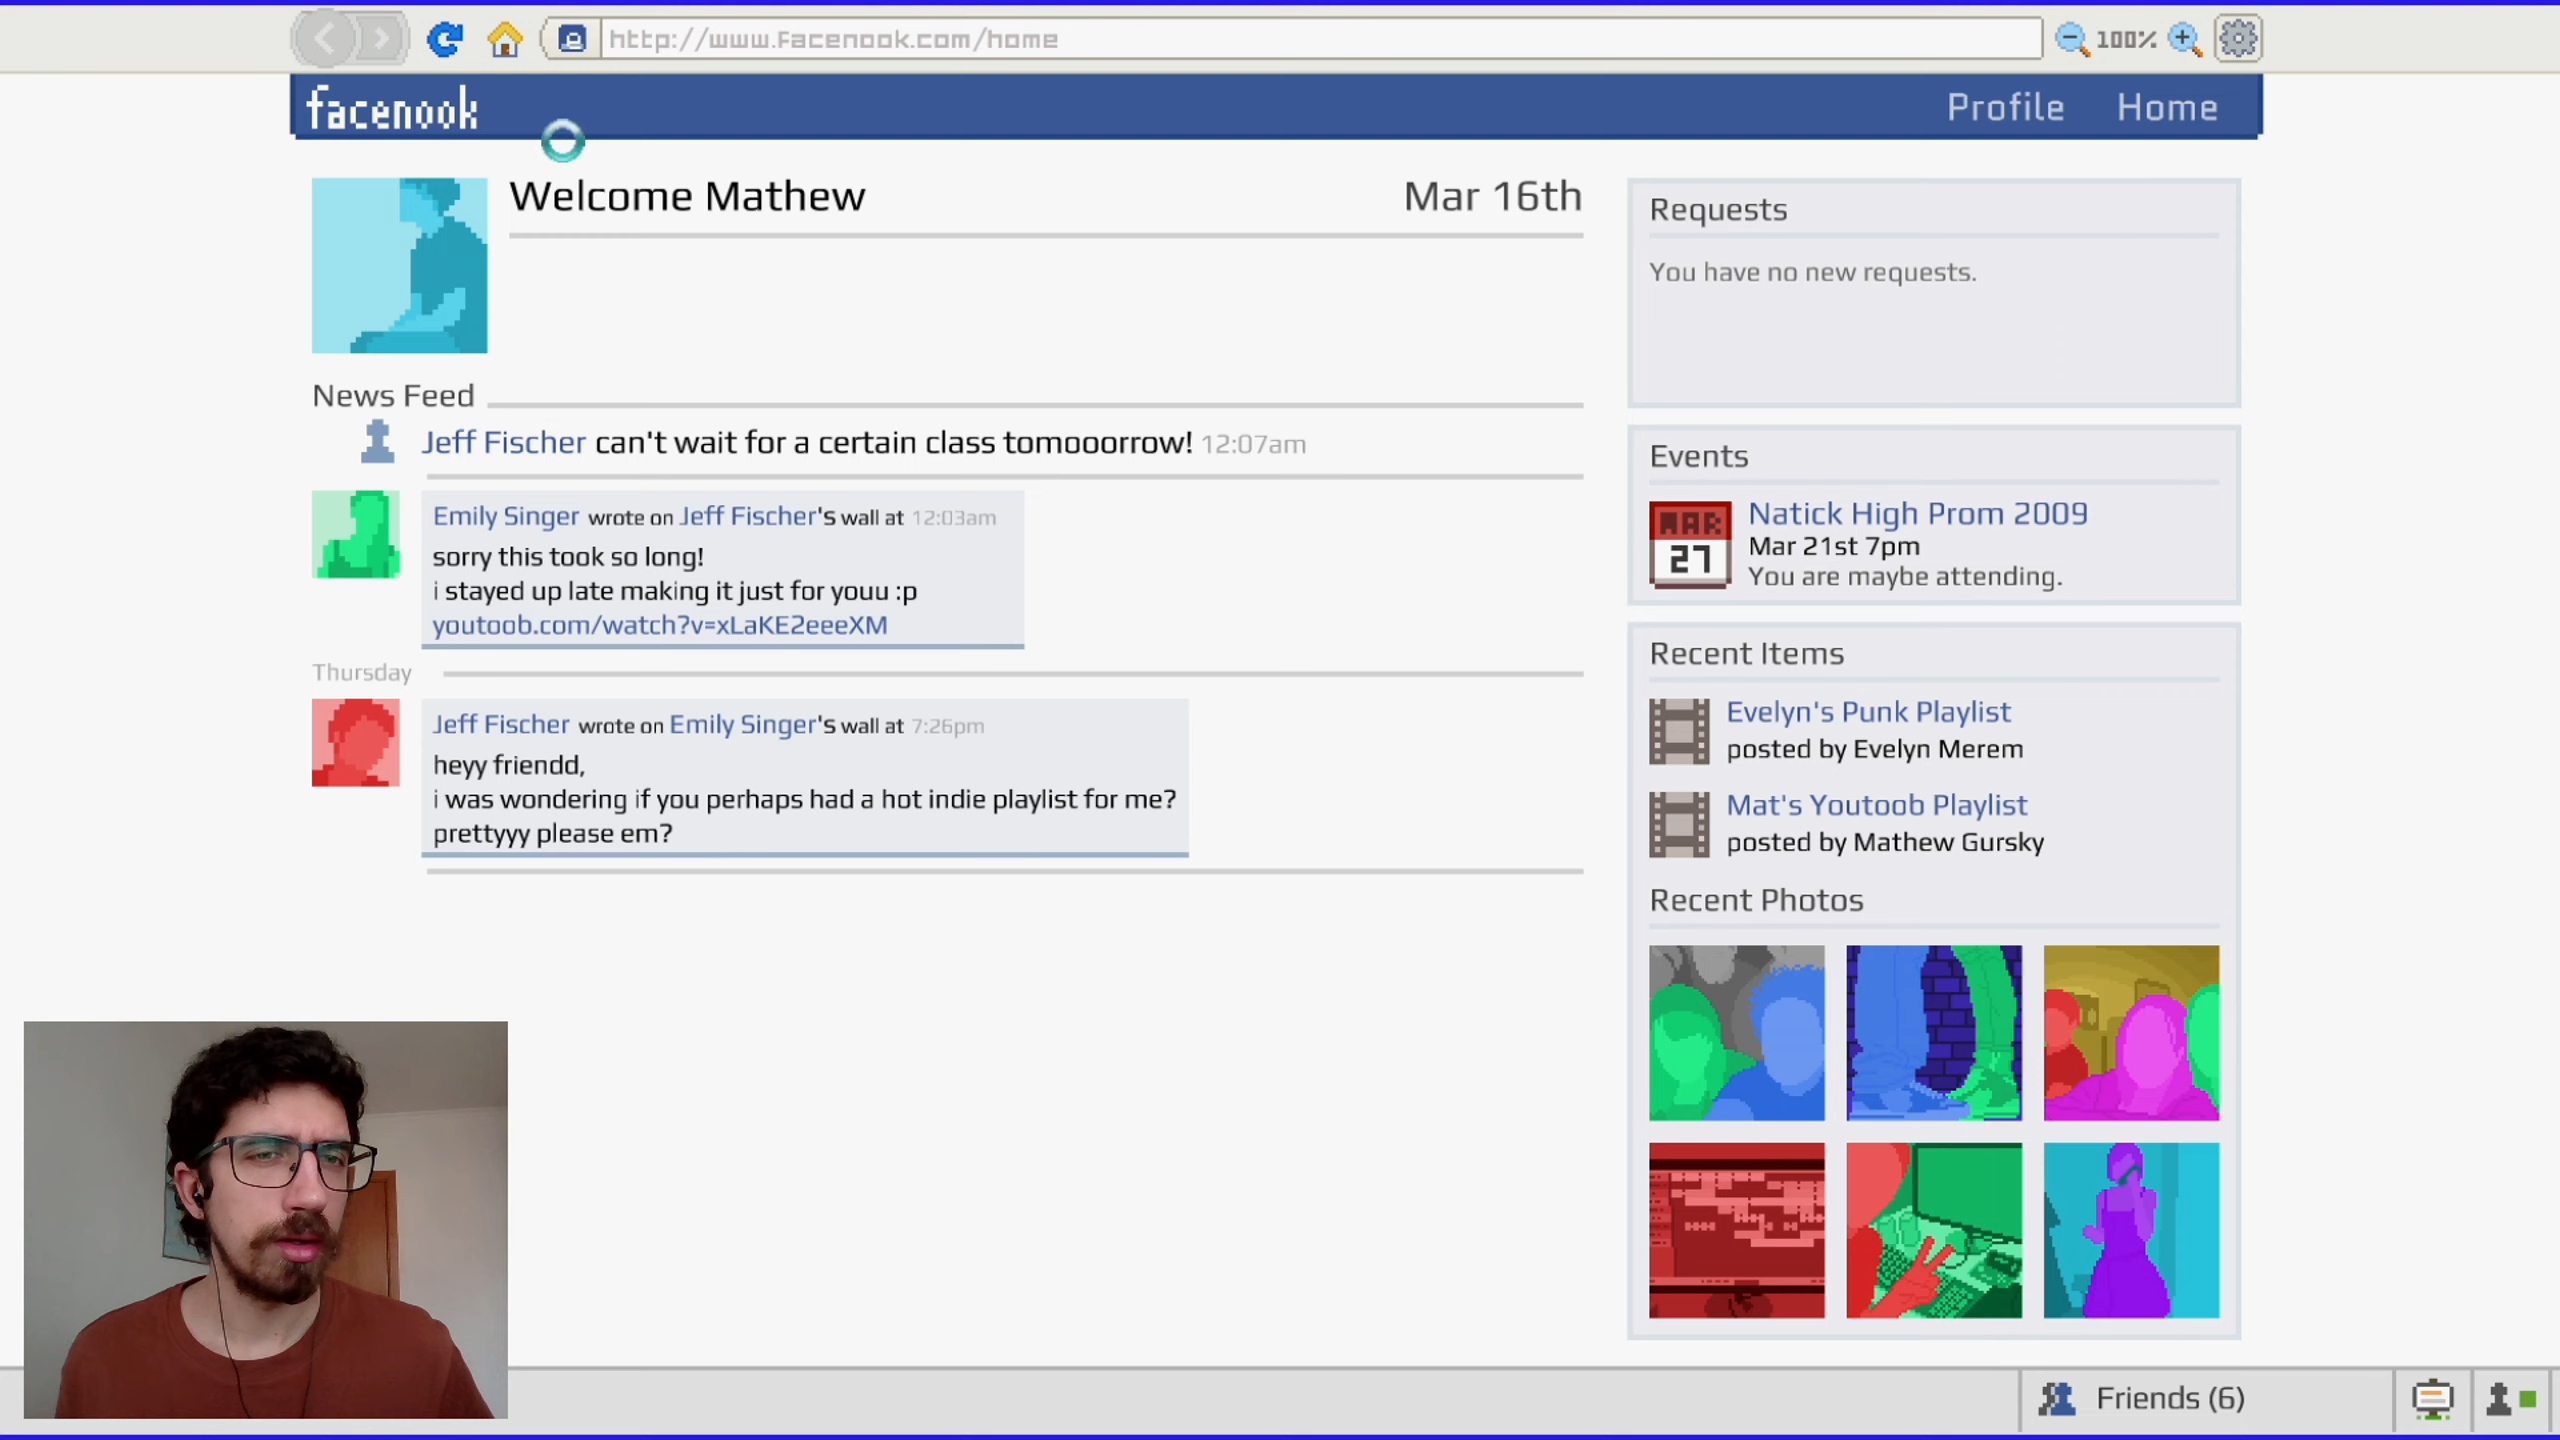 http://www.Facenook.com/home
100%
facenook
Profile Home
Welcome Mathew
Mar 16th
News Feed
Jeff Fischer can't wait for a certain class tomooorrow! 12:07am
Emily Singer wrote on Jeff Fischer's wall at 12:03am
sorry this took so long!
i stayed up late making it just for youu :p
youtoob.com/watch?v=xLaKE2eeeXM
Thursday
Jeff Fischer wrote on Emily Singer's wall at 7:26pm
heyy friendd,
i was wondering if you perhaps had a hot indie playlist for me?
prettyyy please em?
Requests
You have no new requests.
Events
MAR
27
Natick High Prom 2009
Mar 21st 7pm
You are maybe attending.
Recent Items
Evelyn's Punk Playlist
posted by Evelyn Merem
Mat's Youtoob Playlist
posted by Mathew Gursky
Recent Photos
Friends (6)